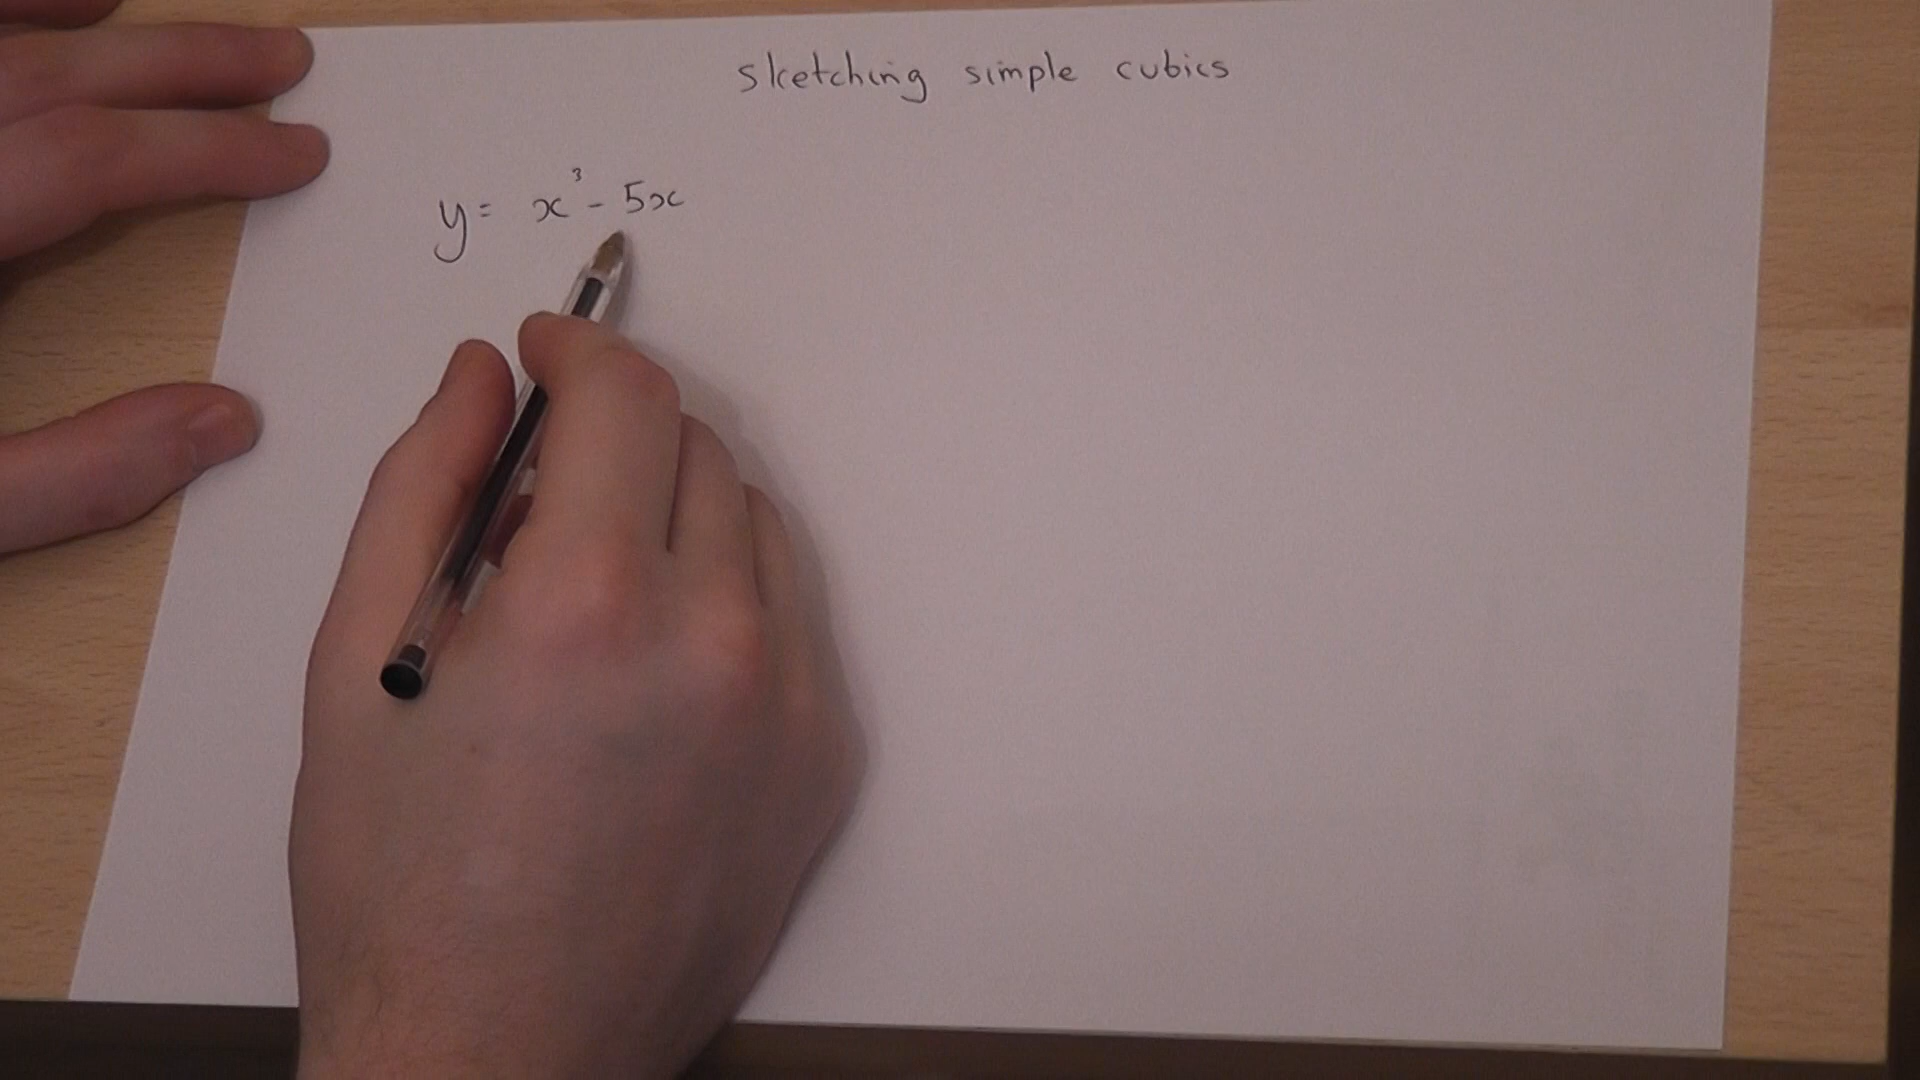 sketching simple cubics
y = x³ - 5x